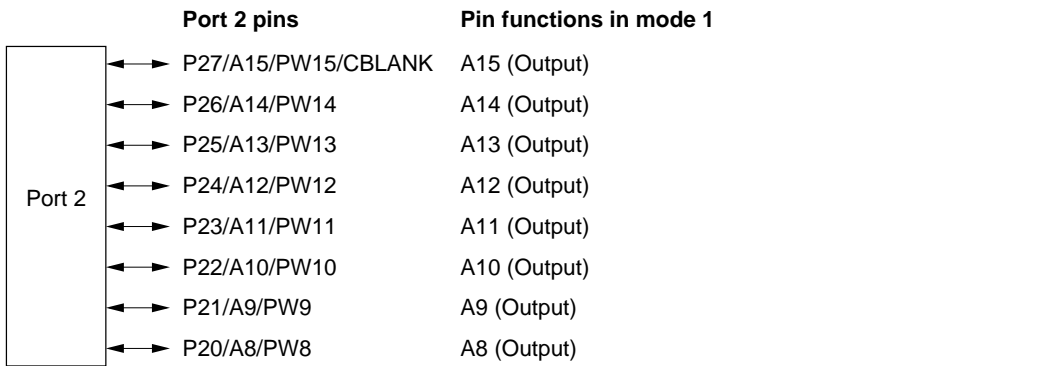 Port 2 pins Pin functions in mode 1
P27/A15/PW15/CBLANK A15 (Output)
P26/A14/PW14 A14 (Output)
P25/A13/PW13 A13 (Output)
Port 2 P24/A12/PW12 A12 (Output)
P23/A11/PW11 A11 (Output)
P22/A10/PW10 A10 (Output)
P21/A9/PW9 A9 (Output)
P20/A8/PW8 A8 (Output)